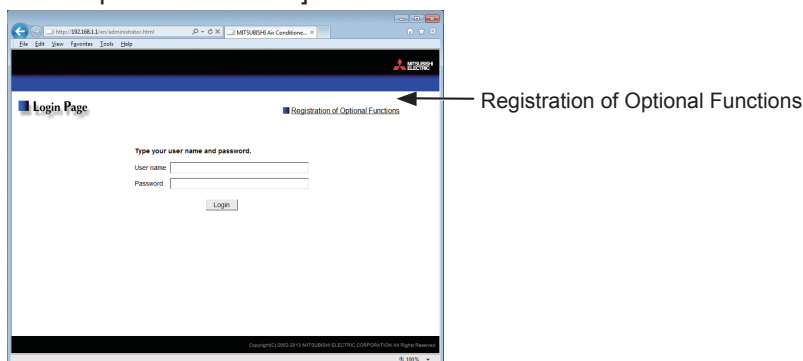 http://192.168.1.1/en/administrator.html
MITSUBISHI Air Conditione...
File Edit View Favorites Tools Help
MITSUBISHI
ELECTRIC
Login Page
Registration of Optional Functions
Registration of Optional Functions
Type your user name and password.
User name
Password
Login
Copyright(C) 2002-2013 MITSUBISHI ELECTRIC CORPORATION All Rights Reserved
100%